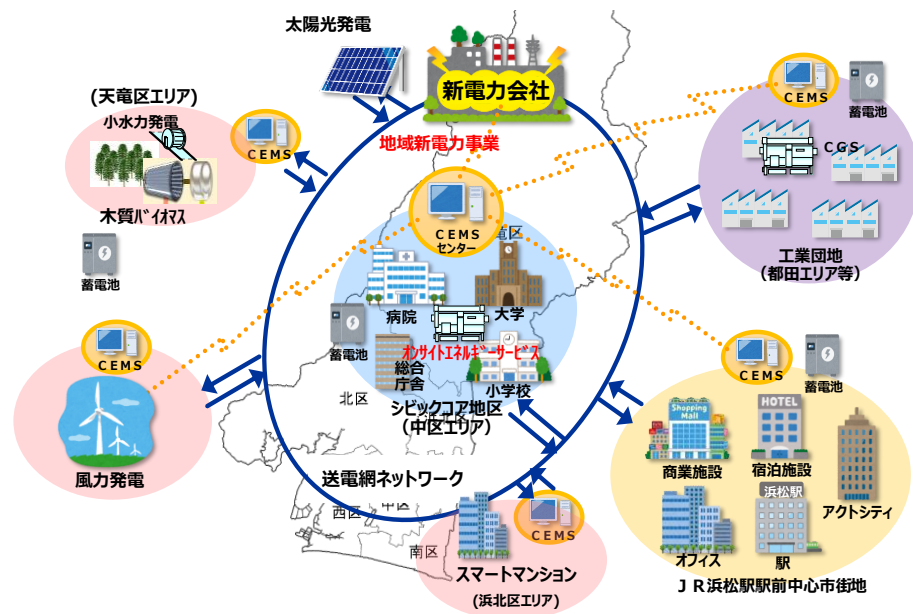 太陽光発電
新電力会社
地域新電力事業
(天竜区エリア)
小水力発電
CEMS
木質ﾊﾞｲｵﾏｽ
蓄電池
CEMS
蓄電池
CGS
工業団地
(都田エリア等)
CEMS
センター
竜区
病院
大学
蓄電池
オンサイトエネルギーサービス
総合
庁舎
小学校
北区
シビックコア地区
(中区エリア)
CEMS
風力発電
送電網ネットワーク
西区
中区
南区
CEMS
スマートマンション
(浜北区エリア)
CEMS
蓄電池
Shopping
Mall
HOTEL
商業施設
宿泊施設
浜松駅
アクトシティ
オフィス
駅
ＪＲ浜松駅駅前中心市街地